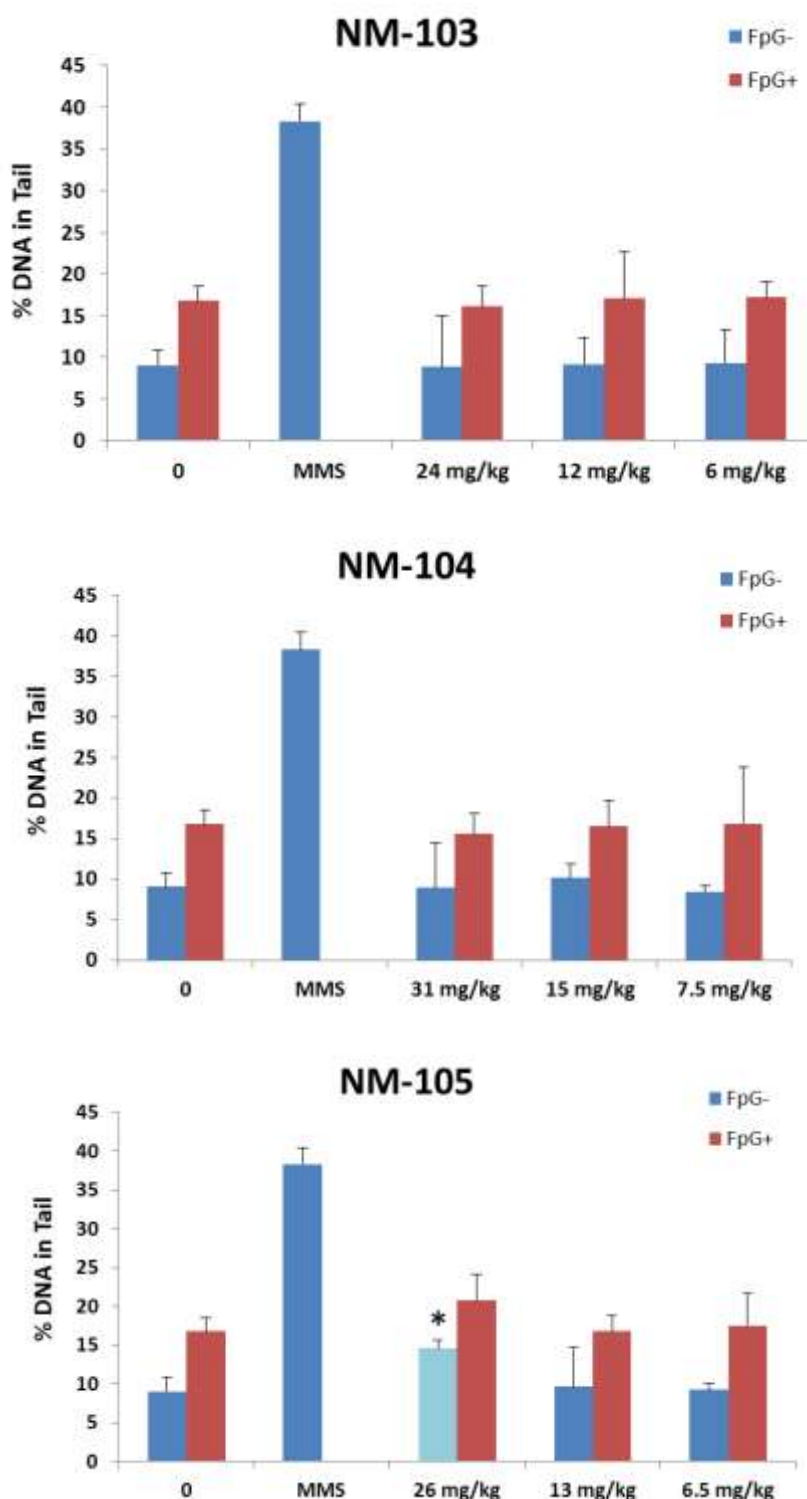 NM-103
FpG-
FpG+
% DNA in Tail
45
40
35
30
25
20
15
10
5
0
0 MMS 24 mg/kg 12 mg/kg 6 mg/kg
NM-104
FpG-
FpG+
% DNA in Tail
45
40
35
30
25
20
15
10
5
0
0 MMS 31 mg/kg 15 mg/kg 7.5 mg/kg
NM-105
FpG-
FpG+
% DNA in Tail
45
40
35
30
25
20
15
10
5
0
*
0 MMS 26 mg/kg 13 mg/kg 6.5 mg/kg